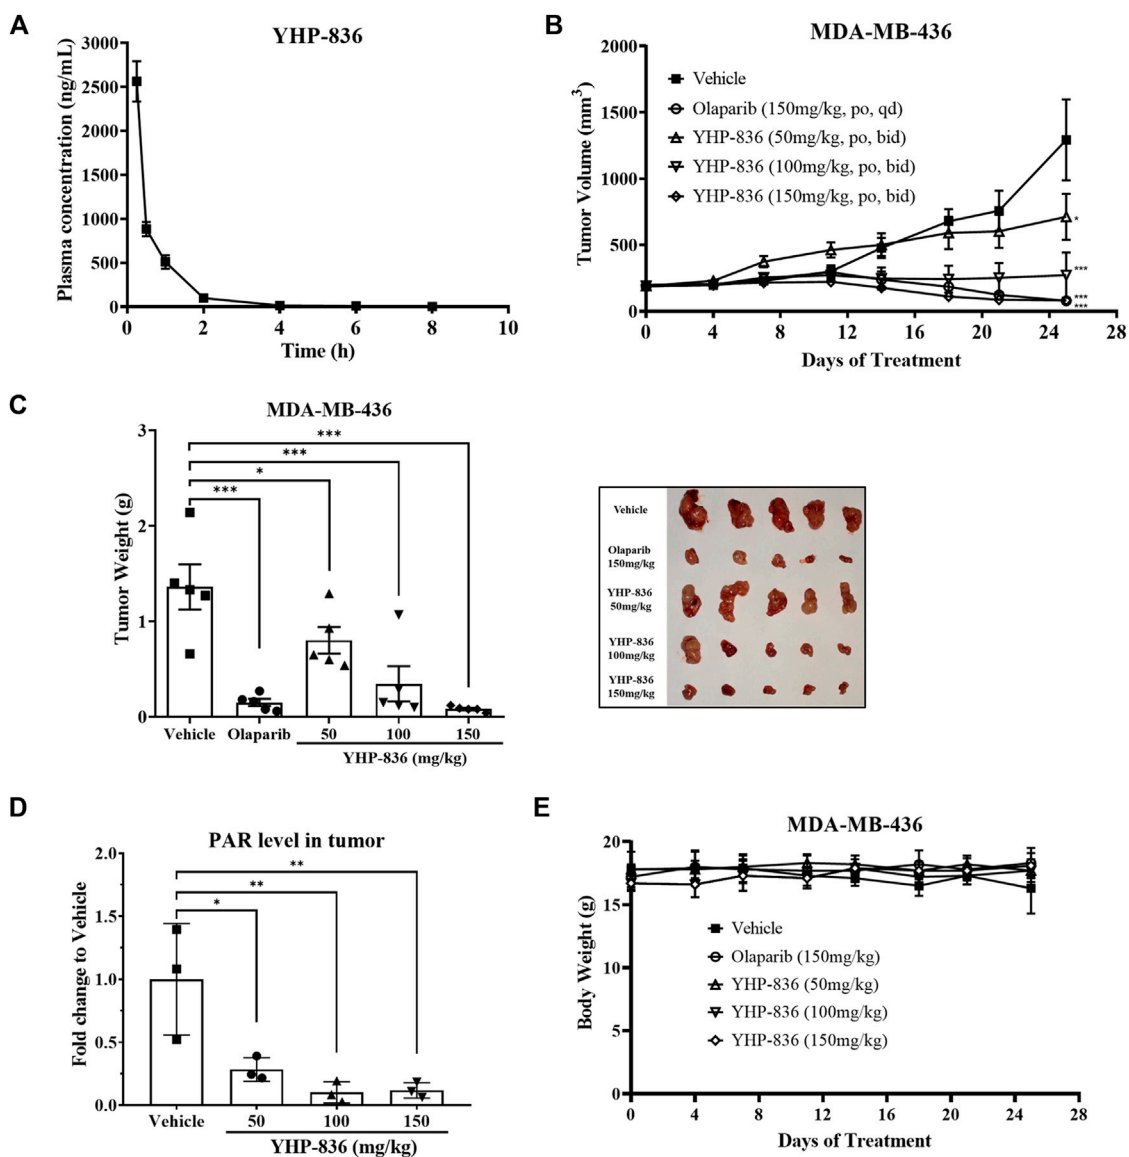 A
YHP-836
Plasma concentration (ng/mL)
3000
2500
2000
1500
1000
500
0
0 2 4 6 8 10
Time (h)
B
MDA-MB-436
Tumor Volume (mm3)
2000
1500
1000
500
0
Vehicle
Olaparib (150mg/kg, po, qd)
YHP-836 (50mg/kg, po, bid)
YHP-836 (100mg/kg, po, bid)
YHP-836 (150mg/kg, po, bid)
*
***
***
***
0 4 8 12 16 20 24 28
Days of Treatment
C
MDA-MB-436
Tumor Weight (g)
3
2
1
0
***
***
*
***
Vehicle Olaparib 50 100 150
YHP-836 (mg/kg)
Vehicle
Olaparib
150mg/kg
YHP-836
50mg/kg
YHP-836
100mg/kg
YHP-836
150mg/kg
D
PAR level in tumor
Fold change to Vehicle
2.0
1.5
1.0
0.5
0.0
**
**
*
Vehicle 50 100 150
YHP-836 (mg/kg)
E
MDA-MB-436
Body Weight (g)
20
15
10
5
0
Vehicle
Olaparib (150mg/kg)
YHP-836 (50mg/kg)
YHP-836 (100mg/kg)
YHP-836 (150mg/kg)
0 4 8 12 16 20 24 28
Days of Treatment